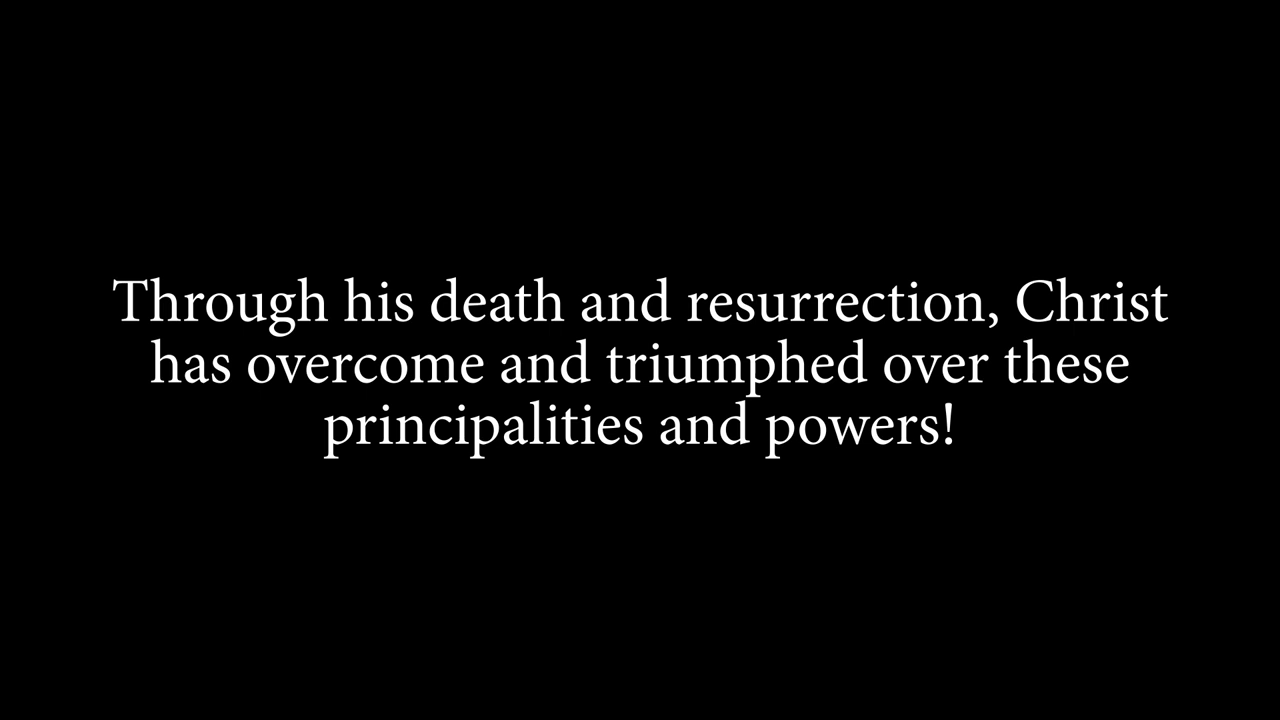 Through his death and resurrection, Christ
has overcome and triumphed over these
principalities and powers!